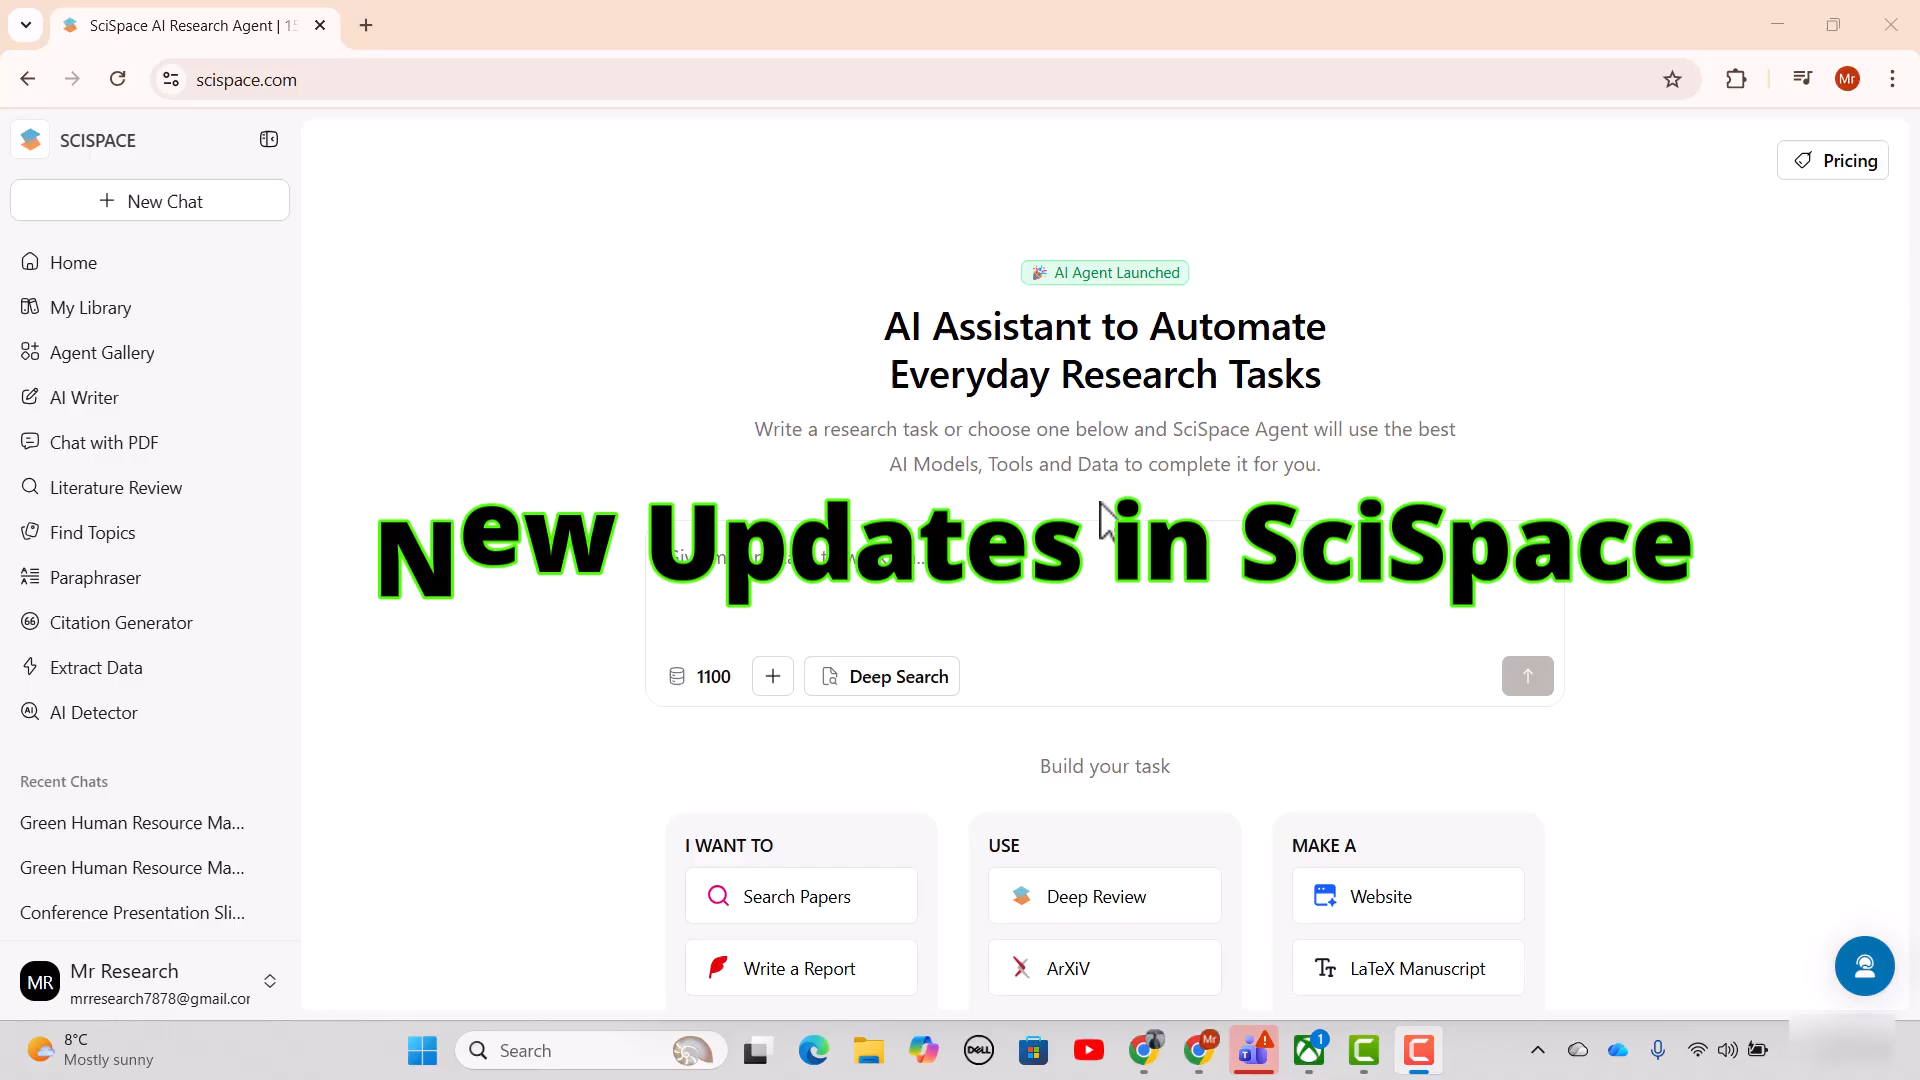 SciSpace AI Research Agent | 15
scispace.com
Mr
SCISPACE
New Chat
Home
My Library
Agent Gallery
AI Writer
Chat with PDF
Literature Review
Find Topics
Paraphraser
Citation Generator
Extract Data
AI Detector
Recent Chats
Green Human Resource Ma...
Green Human Resource Ma...
Conference Presentation Sli...
MR
Mr Research
mrresearch7878@gmail.cor
Pricing
AI Agent Launched
AI Assistant to Automate
Everyday Research Tasks
Write a research task or choose one below and SciSpace Agent will use the best
AI Models, Tools and Data to complete it for you.
New Updates in SciSpace
1100
Deep Search
Build your task
I WANT TO
Search Papers
Write a Report
USE
Deep Review
ArXiV
MAKE A
Website
LaTeX Manuscript
8°C
Mostly sunny
Search
DELL
Mr
1